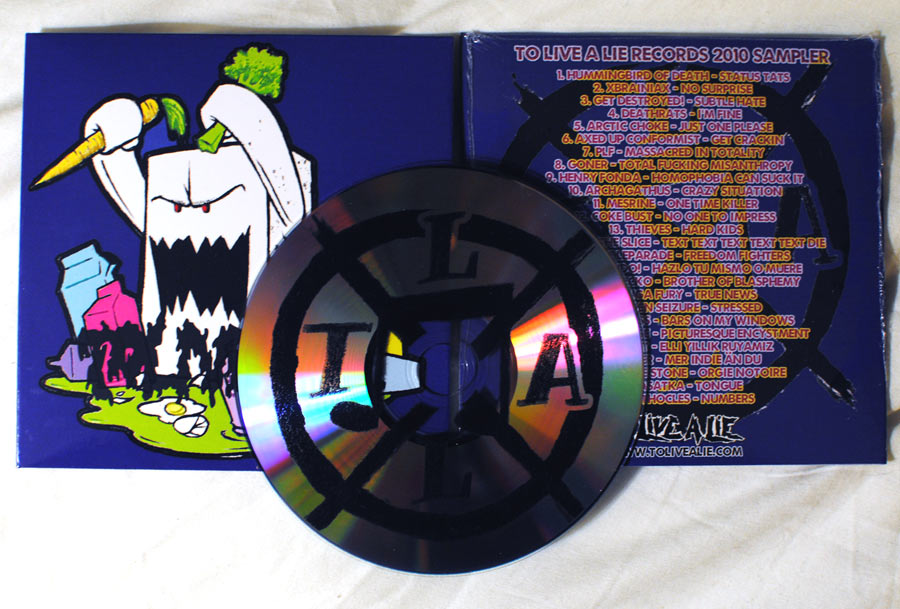 TO LIVE A LIE RECORDS 2010 SAMPLER
1. HUMMINGBIRD OF DEATH - STATUS TATS
2. XBRAINIAX - NO SURPRISE
3. GET DESTROYED! - SUBTLE HATE
4. DEATHRATS - I'M FINE
5. ARCTIC CHOKE - JUST ONE PLEASE
6. AXED UP CONFORMIST - GET CRACKIN
7. PLF - MASSACRED IN TOTALITY
8. GONER - TOTAL FUCKING MISANTHROPY
9. HENRY FONDA - HOMOPHOBIA CAN SUCK IT
10. ARCHAGATHUS - CRAZY SITUATION
11. MESRINE - ONE TIME KILLER
COKE BUST - NO ONE TO IMPRESS
13. THIEVES - HARD KIDS
SLICE - TEXT TEXT TEXT TEXT TEXT DIE
- FREEDOM FIGHTERS
- HAZLO TU MISMO O MUERE
- BROTHER OF BLASPHEMY
FURY - TRUE NEWS
SEIZURE - STRESSED
- BARS ON MY WINDOWS
- PICTURESQUE ENCYSTMENT
- ELLI YILLIK RUYAMIZ
- MER INDIE ÄN DU
STONE - ORGIE NOTOIRE
- TONGUE
- NUMBERS
LIVE A LIE
.TOLIVEALIE.COM
A
L
I
A
L